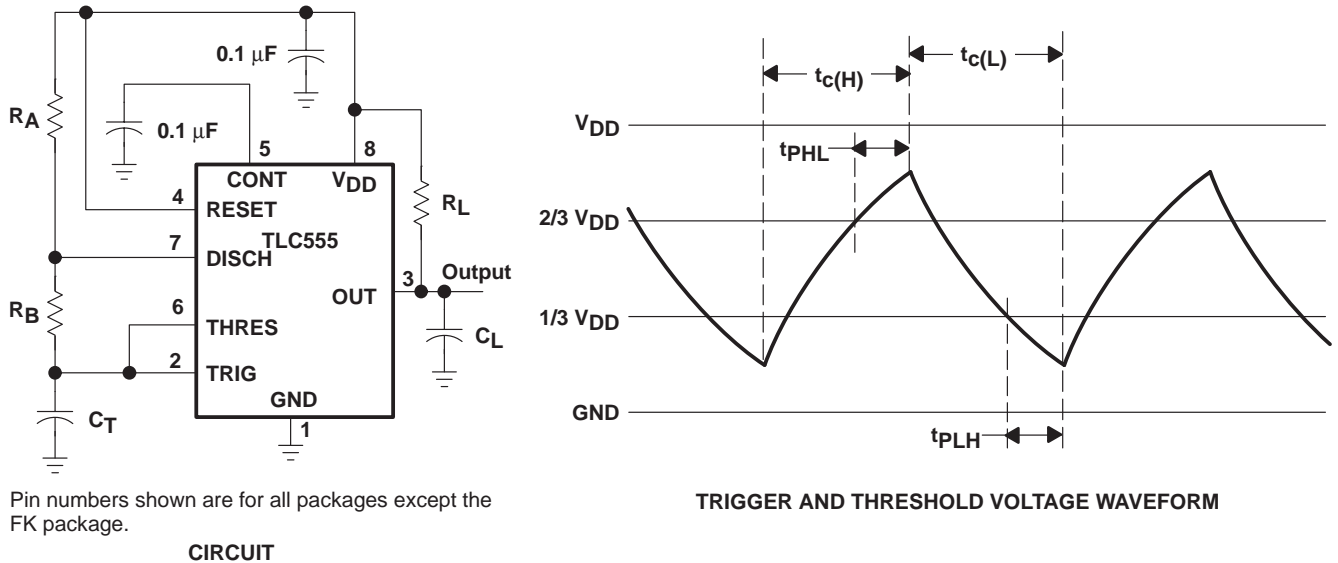 0.1 μF
0.1 μF
RA
5
8
CONT
VDD
4
RESET
RL
TLC555
7
DISCH
3
Output
OUT
RB
6
THRES
CL
2
TRIG
GND
CT
1
Pin numbers shown are for all packages except the
FK package.
CIRCUIT
tc(H)
tc(L)
VDD
tPHL
2/3 VDD
1/3 VDD
GND
tPLH
TRIGGER AND THRESHOLD VOLTAGE WAVEFORM